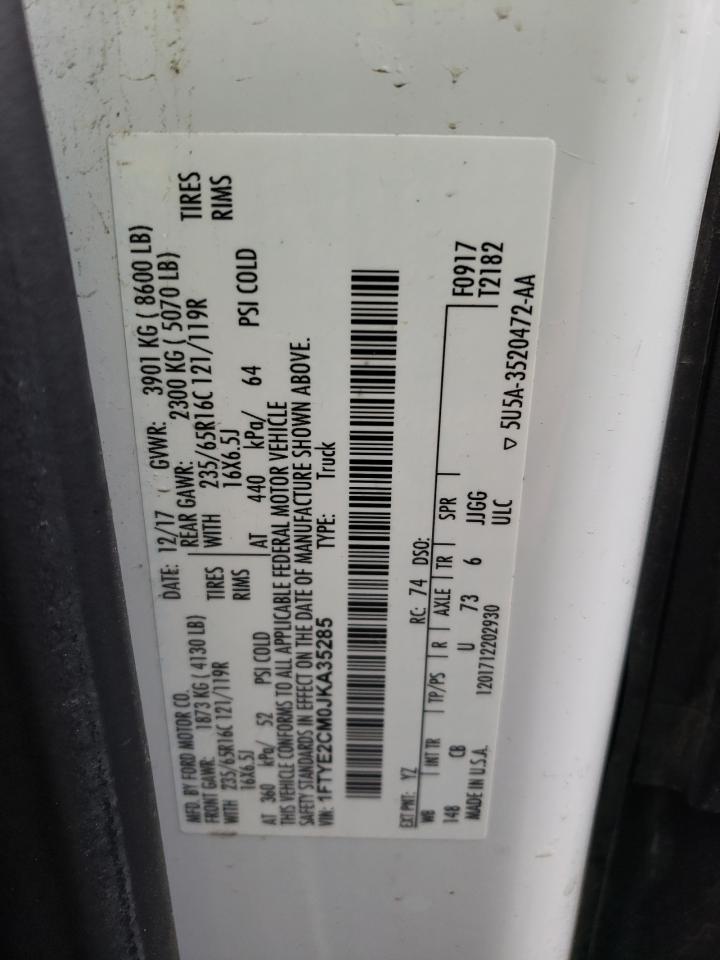 MFD. BY FORD MOTOR CO.
DATE: 12/17 GVWR: 3901 KG ( 8600 LB)
FRONT GAWR: 1873 KG ( 4130 LB) REAR GAWR: 2300 KG ( 5070 LB)
WITH 235/65R16C 121/119R TIRES WITH 235/65R16C 121/119R TIRES
16X6.5J RIMS 16X6.5J RIMS
AT 360 kPa/ 52 PSI COLD AT 440 kPa/ 64 PSI COLD
THIS VEHICLE CONFORMS TO ALL APPLICABLE FEDERAL MOTOR VEHICLE
SAFETY STANDARDS IN EFFECT ON THE DATE OF MANUFACTURE SHOWN ABOVE.
VIN: 1FTYE2CM0JKA35285 TYPE: Truck
EXT PNT: YZ RC: 74 DSO: F0917
WB INT TR TP/PS R AXLE TR SPR T2182
148 CB U 73 6 JJGG
MADE IN U.S.A. 1201712202930 ULC
▽ 5U5A-3520472-AA